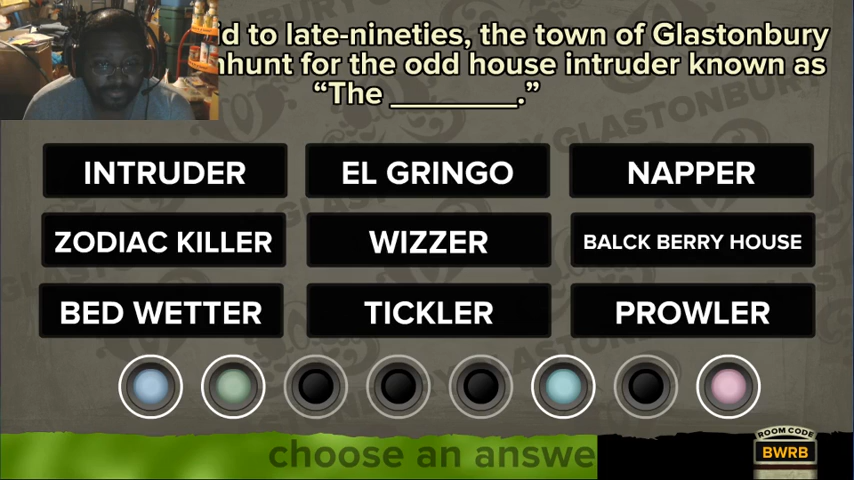 d to late-nineties, the town of Glastonbury
hunt for the odd house intruder known as
“The ________.”
INTRUDER
EL GRINGO
NAPPER
ZODIAC KILLER
WIZZER
BALCK BERRY HOUSE
BED WETTER
TICKLER
PROWLER
choose an answe
ROOM CODE
BWRB